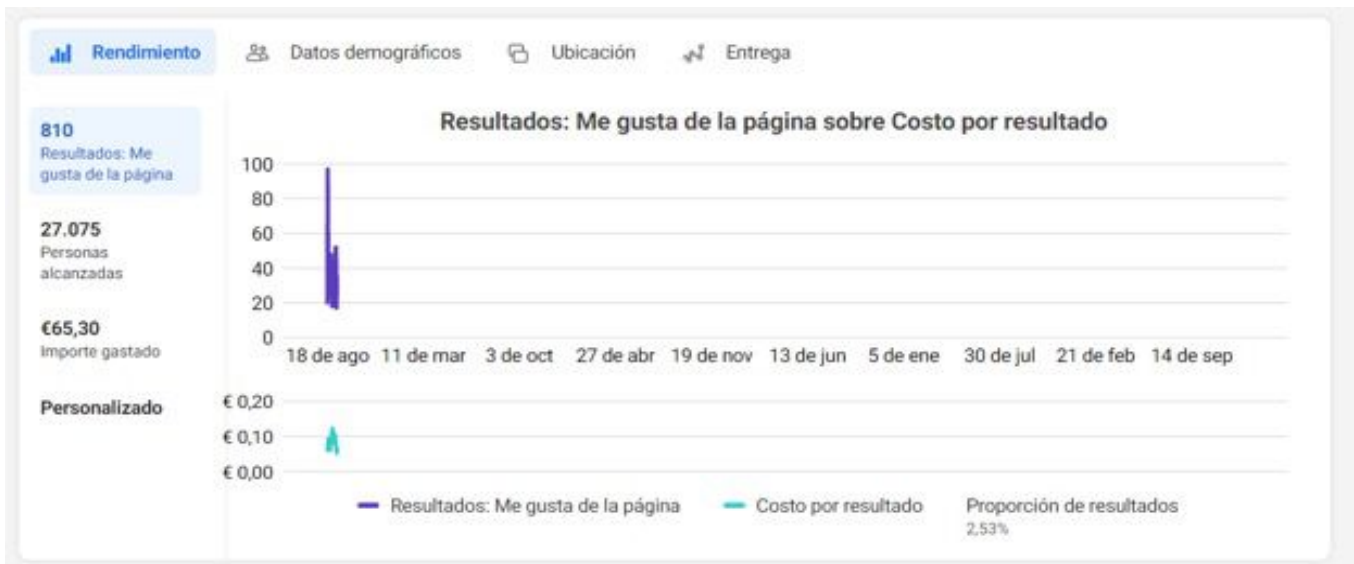 Rendimiento
Datos demográficos
Ubicación
Entrega
810
Resultados: Me
gusta de la página
27.075
Personas
alcanzadas
€65,30
Importe gastado
Personalizado
Resultados: Me gusta de la página sobre Costo por resultado
100
80
60
40
20
0
18 de ago 11 de mar 3 de oct 27 de abr 19 de nov 13 de jun 5 de ene 30 de jul 21 de feb 14 de sep
€ 0,20
€ 0,10
€ 0,00
Resultados: Me gusta de la página
Costo por resultado
Proporción de resultados
2,53%